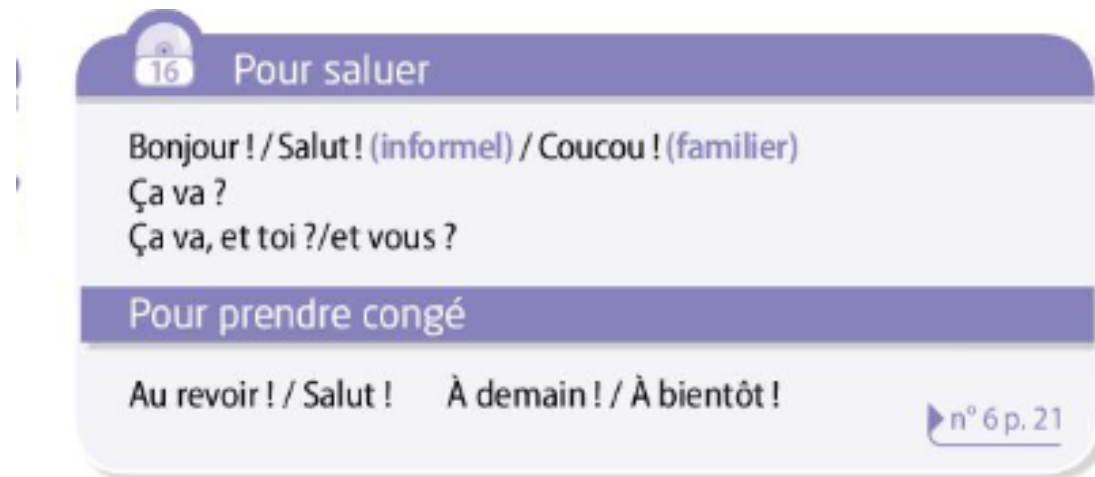 16 Pour saluer
Bonjour ! / Salut ! (informel) / Coucou ! (familier)
Ça va ?
Ça va, et toi ?/et vous ?
Pour prendre congé
Au revoir ! / Salut ! À demain ! / À bientôt !
n° 6 p. 21